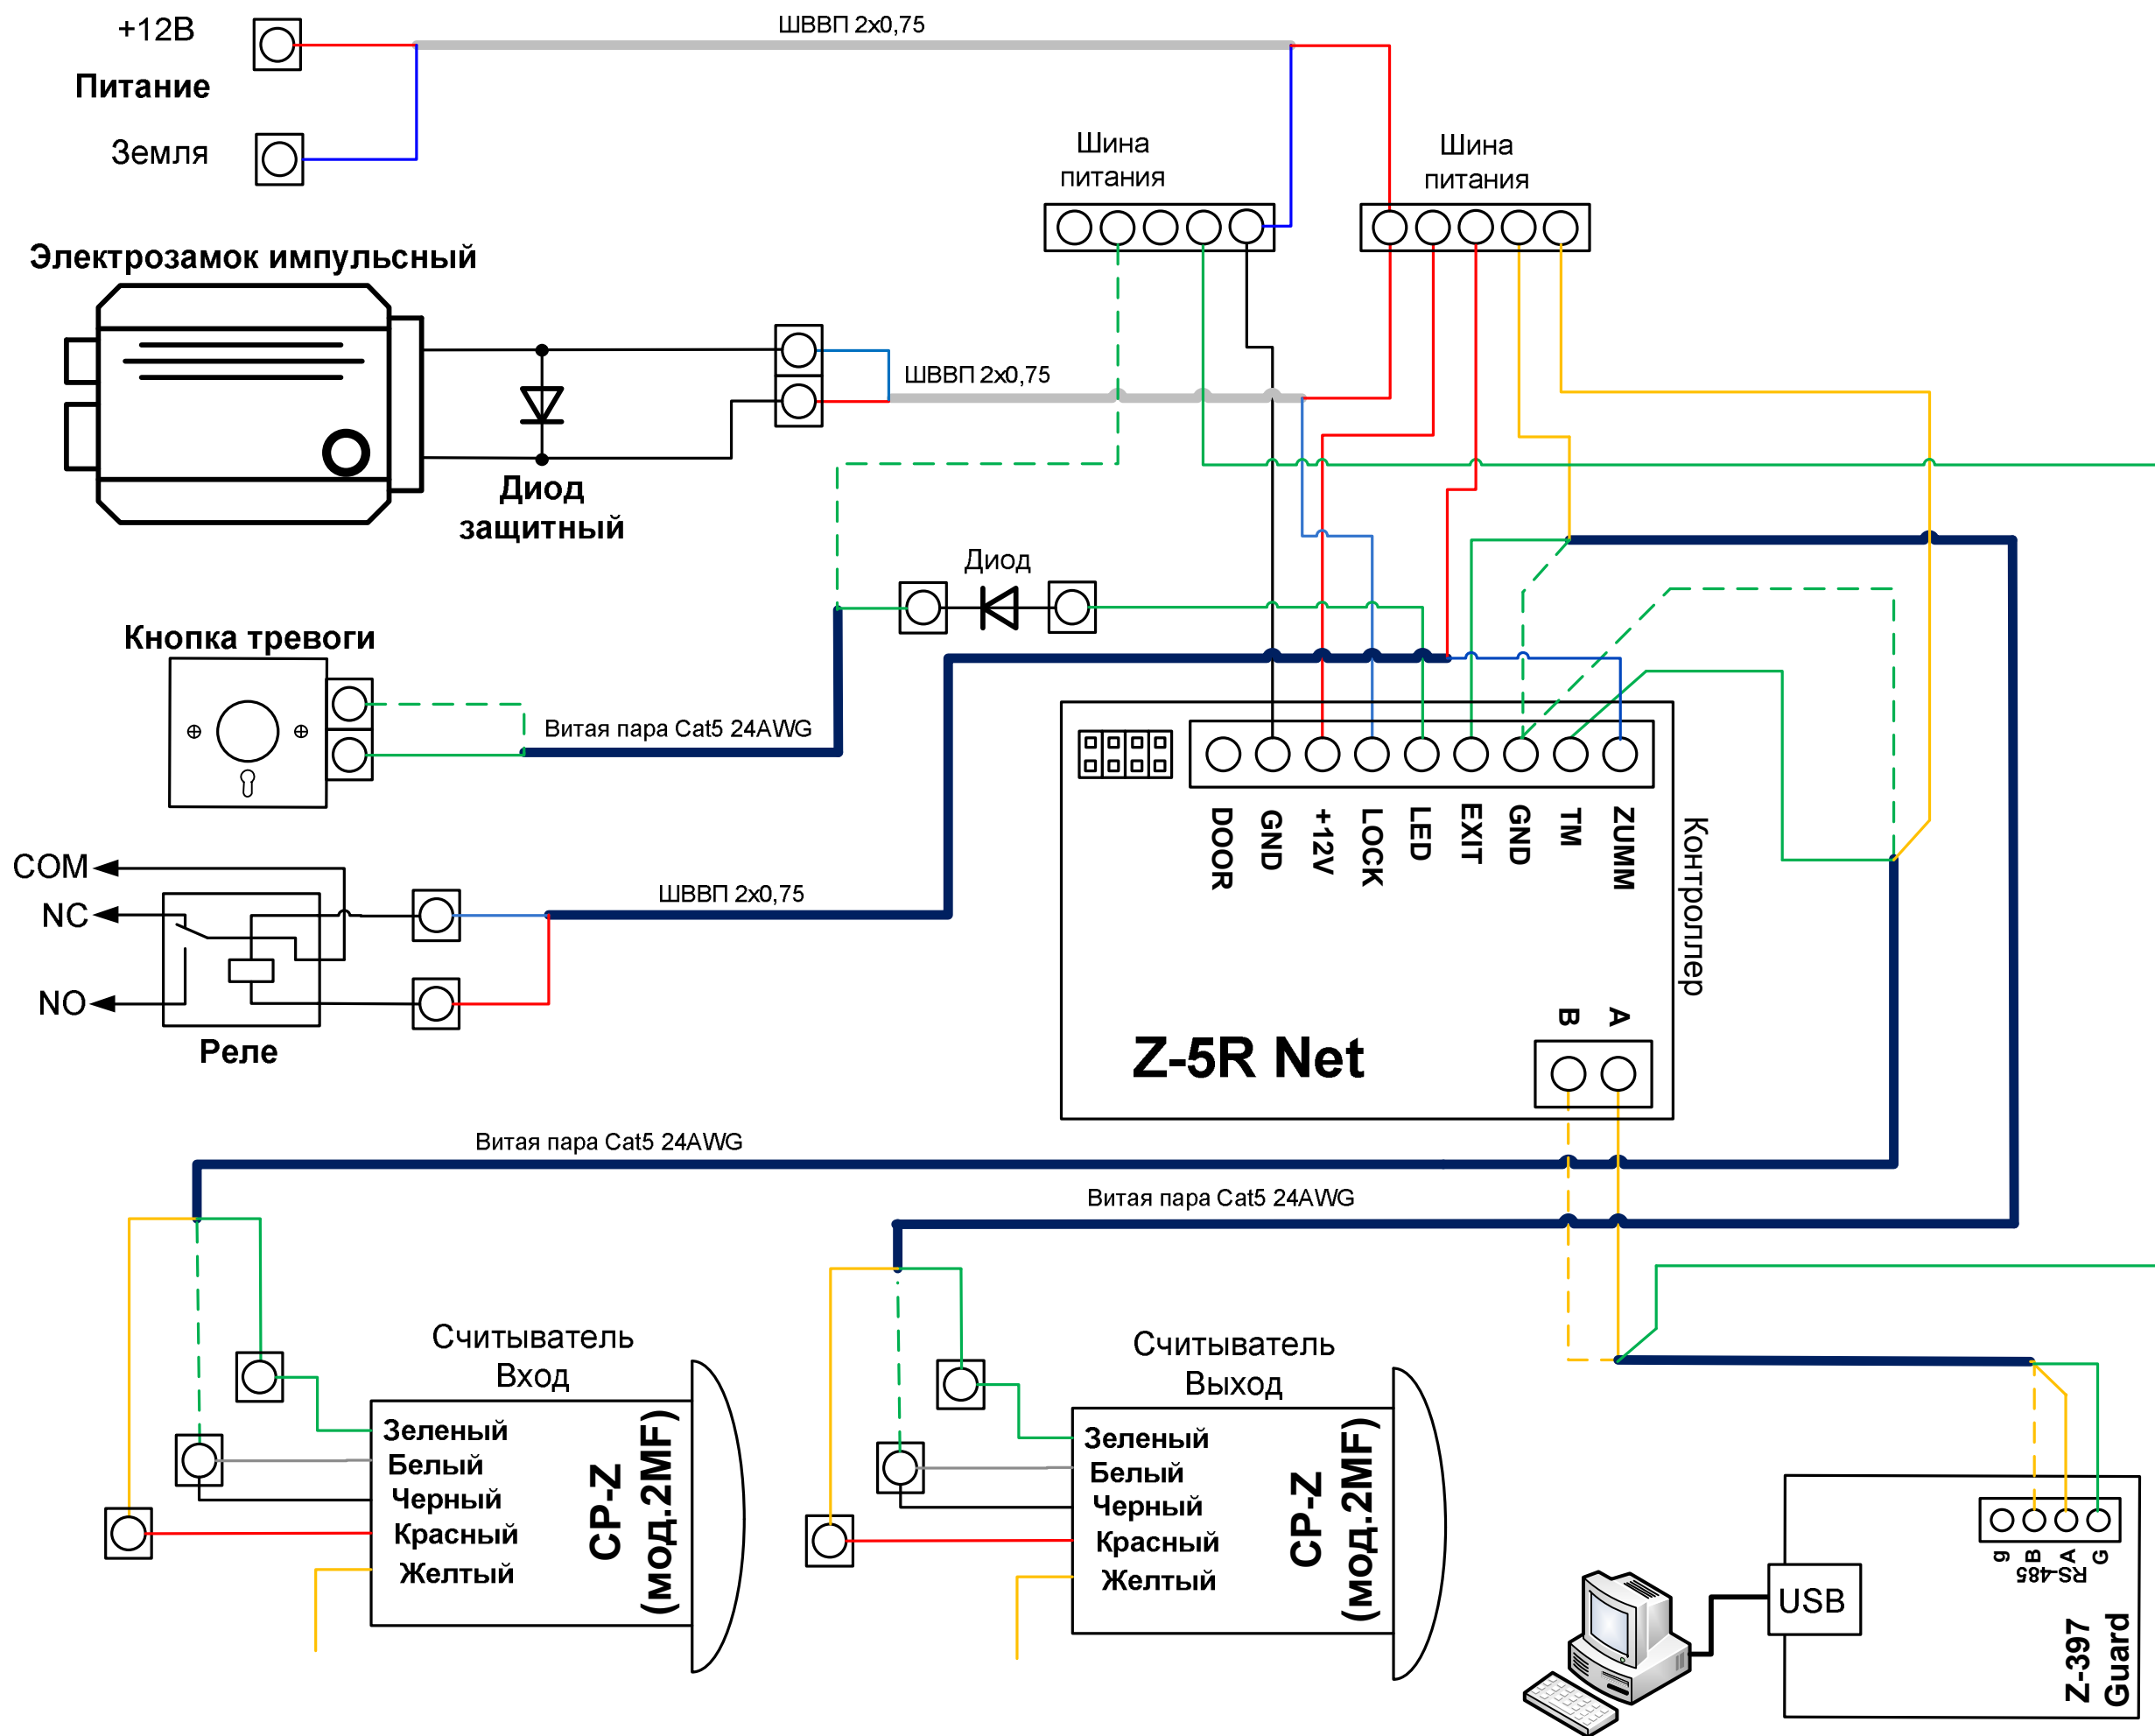 +12В
ШВВП 2х0,75
Питание
Земля
Шина
питания
Шина
питания
Электрозамок импульсный
ШВВП 2х0,75
Диод
защитный
Диод
Кнопка тревоги
Витая пара Cat5 24AWG
DOOR
GND
+12V
LOCK
LED
EXIT
GND
TM
ZUMM
Контроллер
COM
NC
NO
ШВВП 2х0,75
Реле
B
A
Z-5R Net
Витая пара Cat5 24AWG
Витая пара Cat5 24AWG
Считыватель
Вход
Зеленый
Белый
Черный
Красный
Желтый
CP-Z
(мод.2MF)
Считыватель
Выход
Зеленый
Белый
Черный
Красный
Желтый
CP-Z
(мод.2MF)
g
B
A
G
RS-485
USB
Z-397
Guard